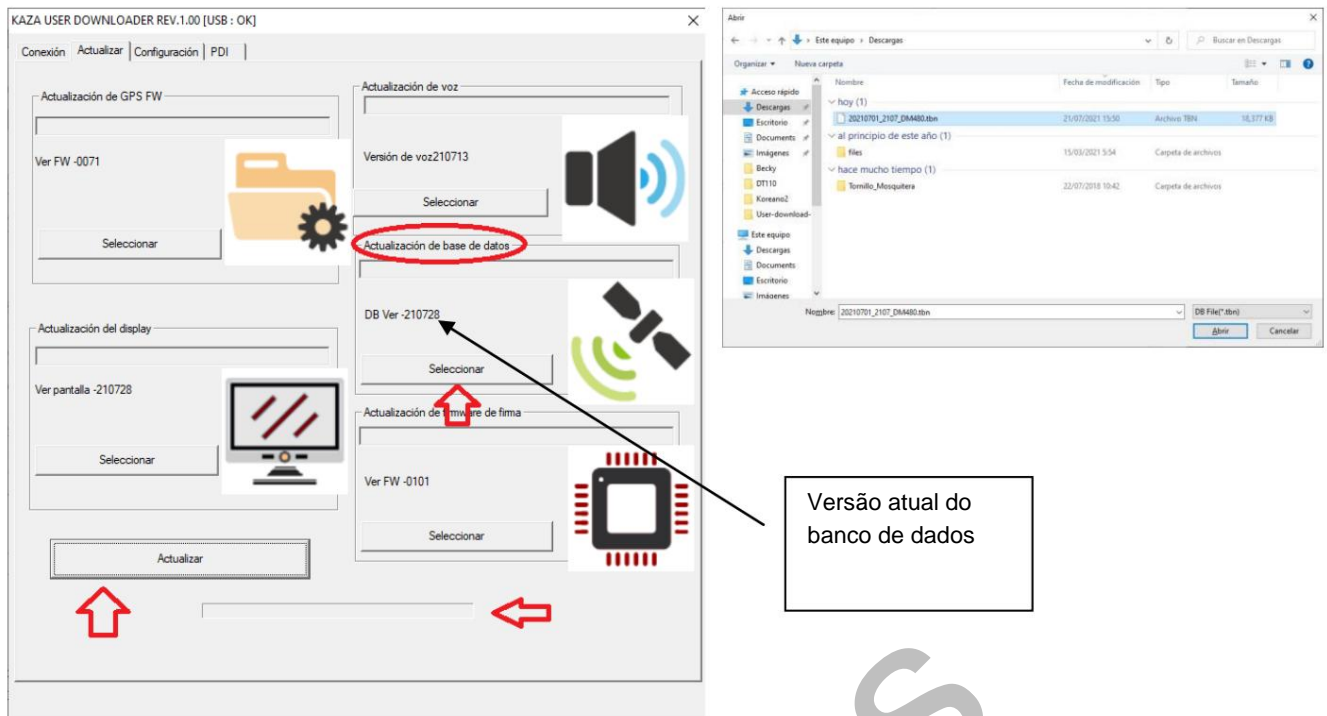 KAZA USER DOWNLOADER REV.1.00 [USB : OK]
Conexión Actualizar Configuración PDI
Actualización de GPS FW
Ver FW -0071
Seleccionar
Actualización de voz
Versión de voz210713
Seleccionar
Actualización de base de datos
DB Ver -210728
Seleccionar
Actualización del display
Ver pantalla -210728
Seleccionar
Actualización de firmware de firma
Ver FW -0101
Seleccionar
Actualizar
Abrir
Este equipo › Descargas
Buscar en Descargas
Organizar Nueva carpeta
Acceso rápido
Descargas
Escritorio
Documents
Imágenes
Becky
DT110
Koreano2
User-download-
Este equipo
Descargas
Documents
Escritorio
Imágenes
Nombre Fecha de modificación Tipo Tamaño
hoy (1)
20210701_2107_DM480.tbn 21/07/2021 15:50 Archivo TBN 18,377 KB
al principio de este año (1)
files 15/03/2021 5:54 Carpeta de archivos
hace mucho tiempo (1)
Tornillo_Mosquitera 22/07/2018 10:42 Carpeta de archivos
Nombre: 20210701_2107_DM480.tbn DB File(*.tbn)
Abrir Cancelar
Versão atual do
banco de dados
S